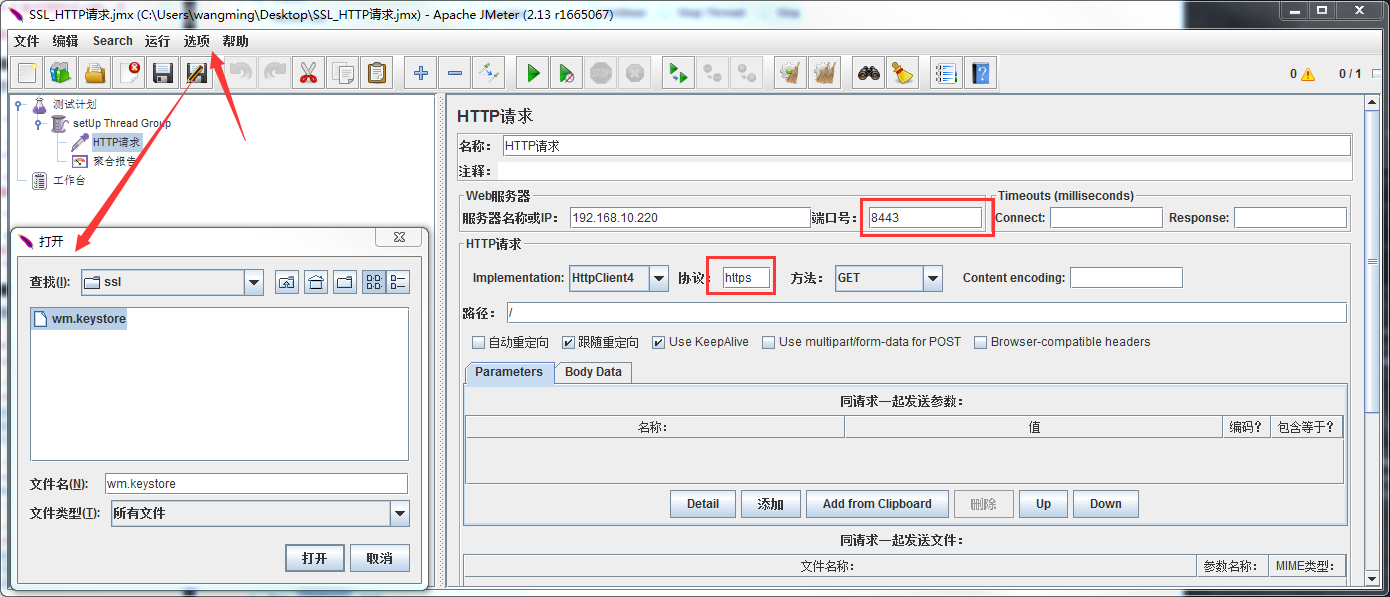 SSL_HTTP请求.jmx (C:\Users\wangming\Desktop\SSL_HTTP请求.jmx) - Apache JMeter (2.13 r1665067)
文件 编辑 Search 运行 选项 帮助
STOP
0 0 / 1
测试计划
setUp Thread Group
HTTP请求
聚合报告
工作台
打开
查找(I): ssl
wm.keystore
文件名(N): wm.keystore
文件类型(T): 所有文件
打开 取消
HTTP请求
名称: HTTP请求
注释:
Web服务器
服务器名称或IP: 192.168.10.220 端口号: 8443
Timeouts (milliseconds)
Connect: Response:
HTTP请求
Implementation: HttpClient4 协议: https 方法: GET Content encoding:
路径: /
自动重定向 跟随重定向 Use KeepAlive Use multipart/form-data for POST Browser-compatible headers
Parameters Body Data
同请求一起发送参数:
名称: 值 编码? 包含等于?
Detail 添加 Add from Clipboard 删除 Up Down
同请求一起发送文件:
文件名称: 参数名称: MIME类型: